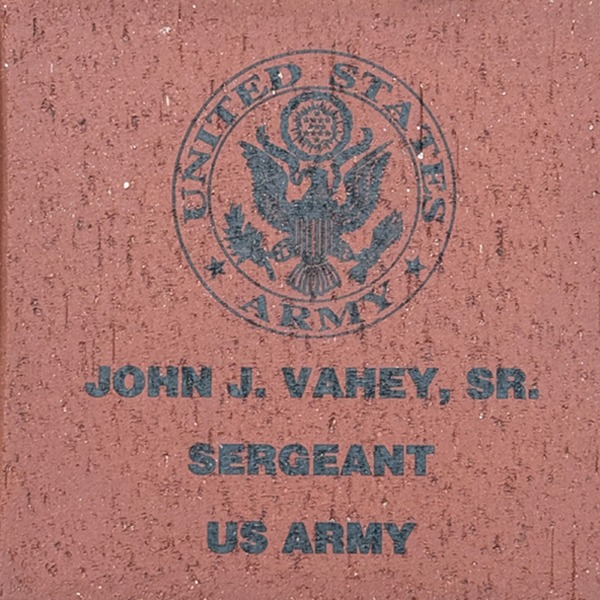 UNITED STATES
ARMY
JOHN J. VAHEY, SR.
SERGEANT
US ARMY